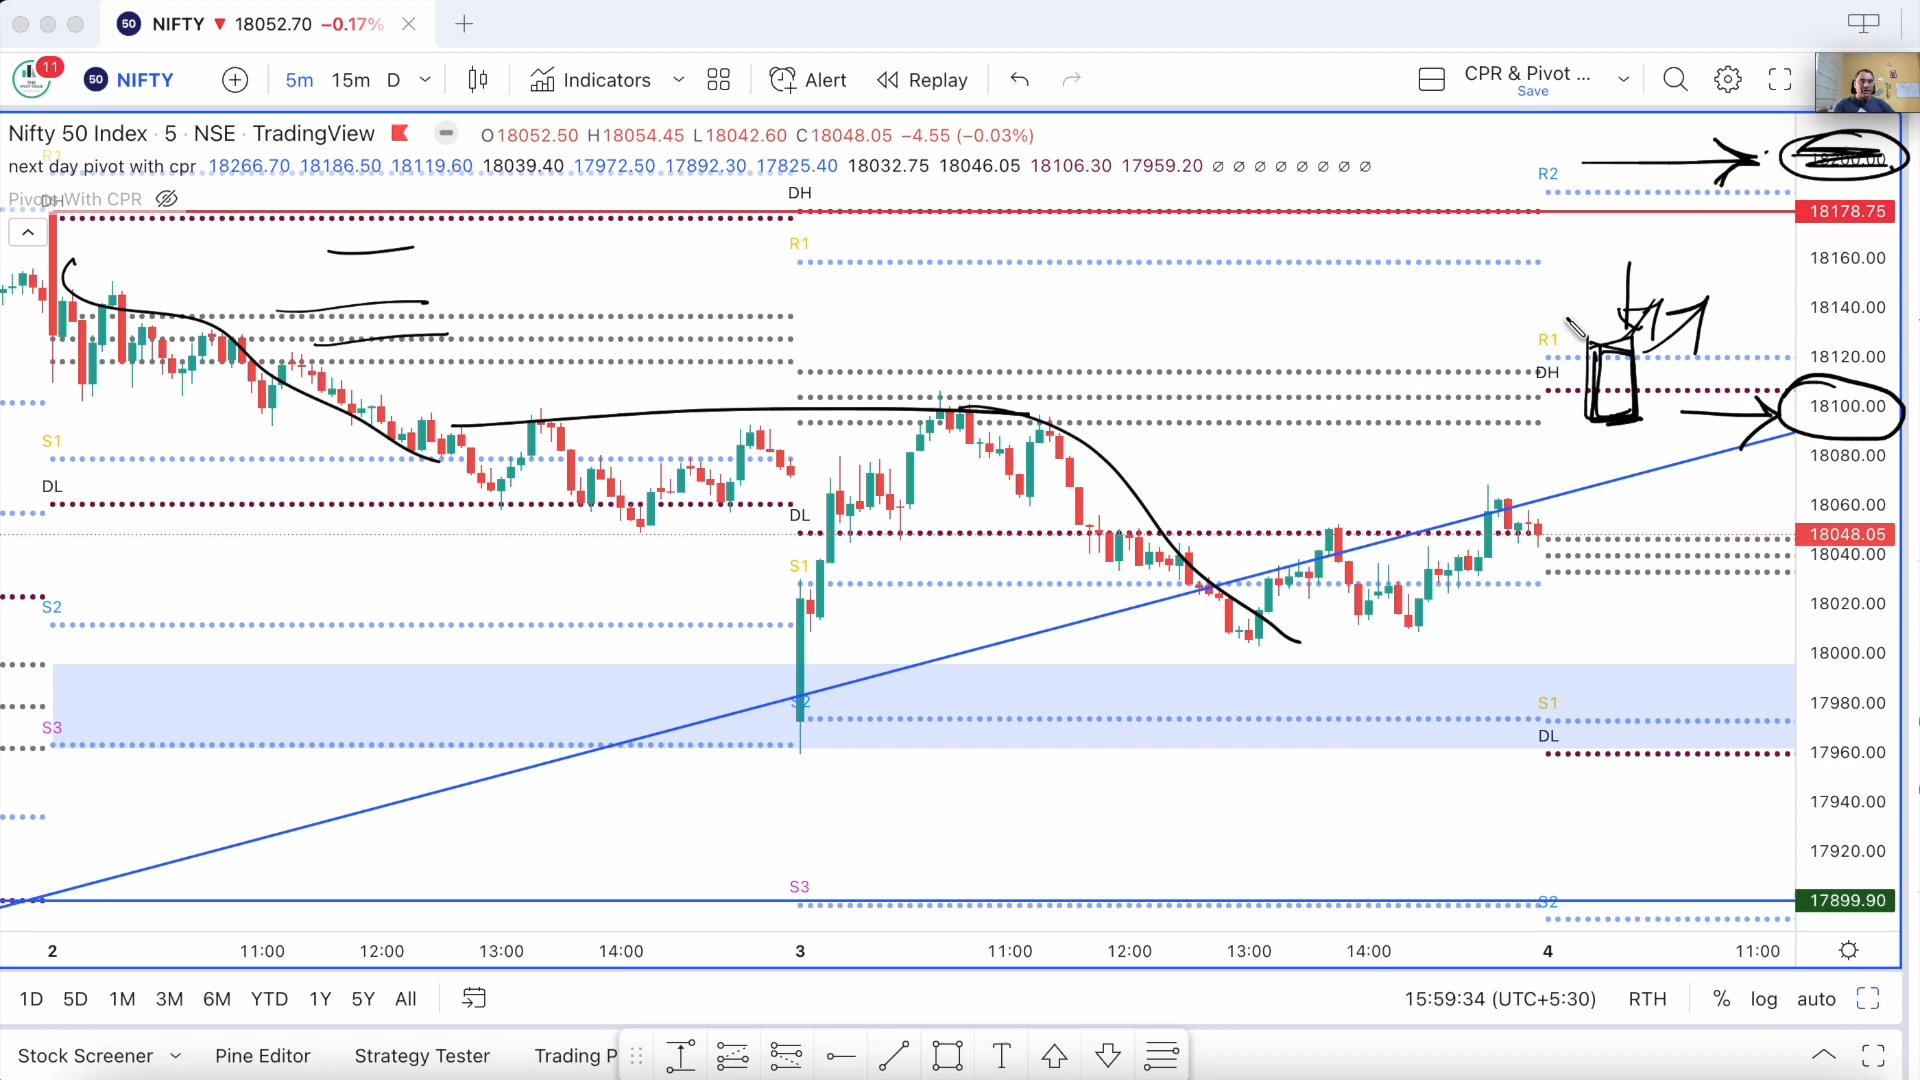 50 NIFTY 18052.70 −0.17%
11 50 NIFTY 5m 15m D Indicators Alert Replay CPR & Pivot ... Save
Nifty 50 Index · 5 · NSE · TradingView O18052.50 H18054.45 L18042.60 C18048.05 −4.55 (−0.03%)
next day pivot with cpr 18266.70 18186.50 18119.60 18039.40 17972.50 17892.30 17825.40 18032.75 18046.05 18106.30 17959.20 ∅ ∅ ∅ ∅ ∅ ∅ ∅ ∅
R1
R2
Pivots With CPR
DH
DH
18178.75
R1
18160.00
18140.00
R1
18120.00
DH
18100.00
S1
18080.00
DL
18060.00
DL
18048.05
S1
18040.00
S2
18020.00
18000.00
S2
S1
17980.00
S3
DL
17960.00
17940.00
17920.00
S3
S2
17899.90
2 11:00 12:00 13:00 14:00 3 11:00 12:00 13:00 14:00 4 11:00
1D 5D 1M 3M 6M YTD 1Y 5Y All 15:59:34 (UTC+5:30) RTH % log auto
Stock Screener Pine Editor Strategy Tester Trading P T